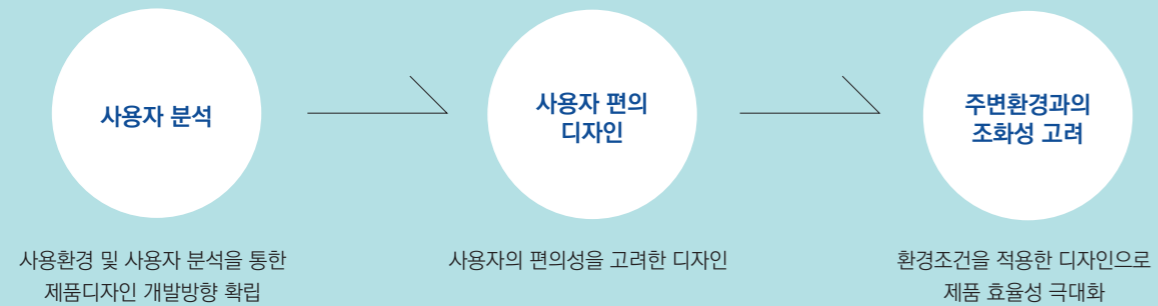 사용자 분석
사용자 편의
디자인
주변환경과의
조화성 고려
사용환경 및 사용자 분석을 통한
제품디자인 개발방향 확립
사용자의 편의성을 고려한 디자인
환경조건을 적용한 디자인으로
제품 효율성 극대화